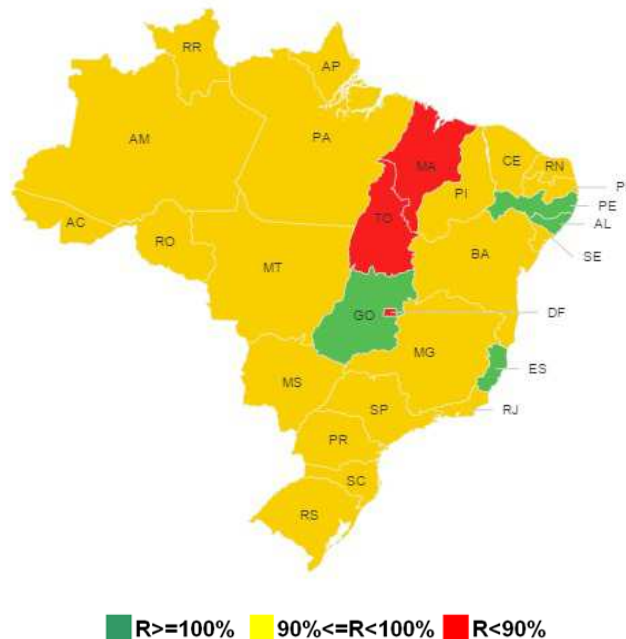 RR
AP
AM
PA
MA
CE
RN
P
PI
PE
TO
AL
AC
RO
BA
SE
MT
GO
DF
MG
ES
MS
SP
RJ
PR
SC
RS
R>=100% 90%<=R<100% R<90%